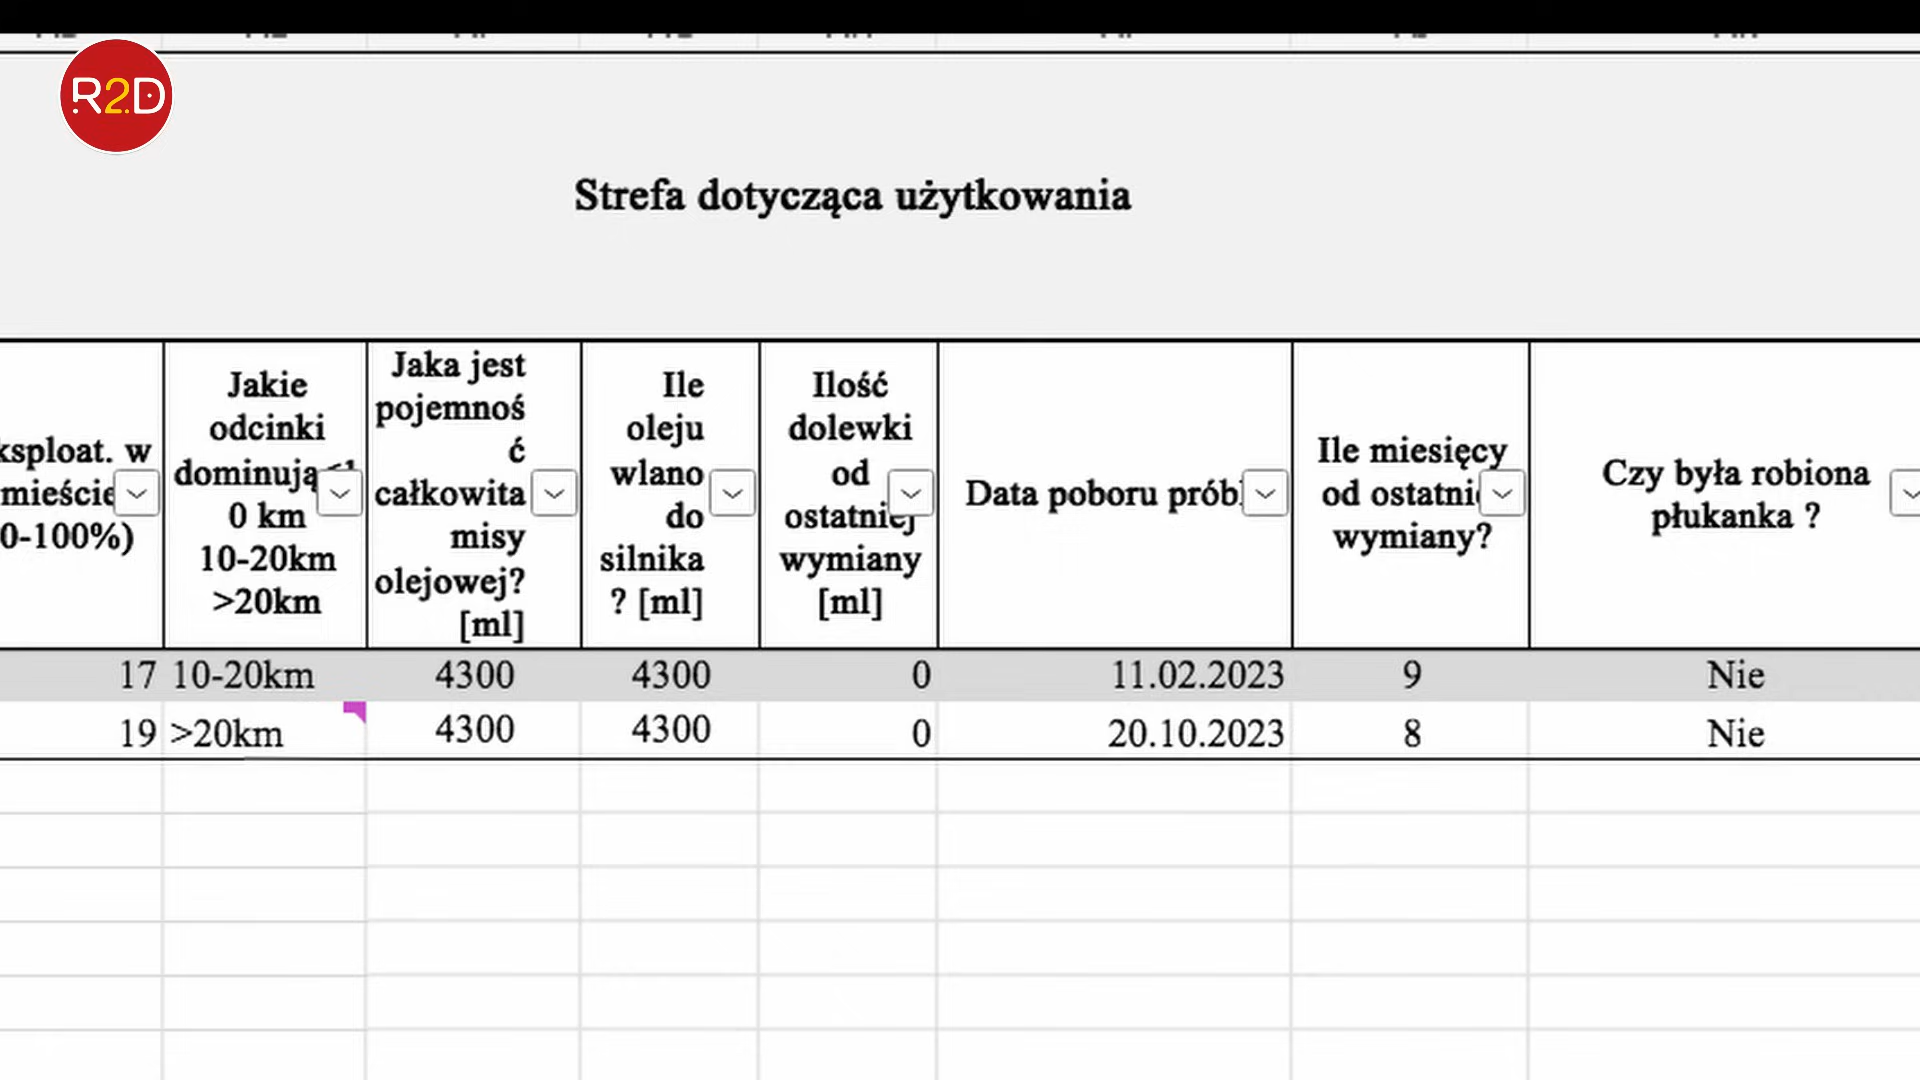 R2D
Strefa dotycząca użytkowania
ksploat. w
mieście
0-100%)
Jakie
odcinki
dominują
0 km
10-20km
>20km
Jaka jest
pojemnoś
ć
całkowita
misy
olejowej?
[ml]
Ile
oleju
wlano
do
silnika
? [ml]
Ilość
dolewki
od
ostatniej
wymiany
[ml]
Data poboru prób
Ile miesięcy
od ostatni
wymiany?
Czy była robiona
płukanka ?
17 10-20km 4300 4300 0 11.02.2023 9 Nie
19 >20km 4300 4300 0 20.10.2023 8 Nie